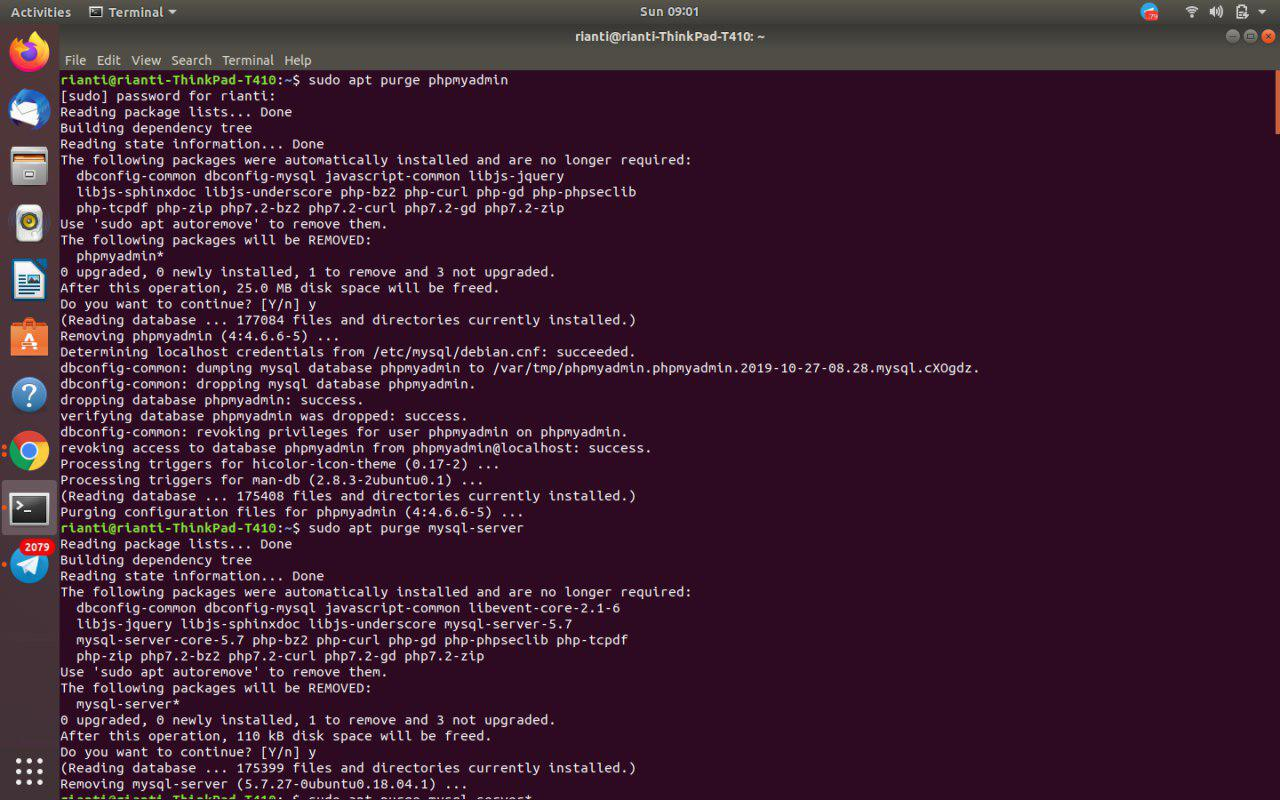 Activities Terminal Sun 09:01
rianti@rianti-ThinkPad-T410: ~
File Edit View Search Terminal Help
rianti@rianti-ThinkPad-T410:~$ sudo apt purge phpmyadmin
[sudo] password for rianti:
Reading package lists... Done
Building dependency tree
Reading state information... Done
The following packages were automatically installed and are no longer required:
  dbconfig-common dbconfig-mysql javascript-common libjs-jquery
  libjs-sphinxdoc libjs-underscore php-bz2 php-curl php-gd php-phpseclib
  php-tcpdf php-zip php7.2-bz2 php7.2-curl php7.2-gd php7.2-zip
Use 'sudo apt autoremove' to remove them.
The following packages will be REMOVED:
  phpmyadmin*
0 upgraded, 0 newly installed, 1 to remove and 3 not upgraded.
After this operation, 25.0 MB disk space will be freed.
Do you want to continue? [Y/n] y
(Reading database ... 177084 files and directories currently installed.)
Removing phpmyadmin (4:4.6.6-5) ...
Determining localhost credentials from /etc/mysql/debian.cnf: succeeded.
dbconfig-common: dumping mysql database phpmyadmin to /var/tmp/phpmyadmin.phpmyadmin.2019-10-27-08.28.mysql.cXOgdz.
dbconfig-common: dropping mysql database phpmyadmin.
dropping database phpmyadmin: success.
verifying database phpmyadmin was dropped: success.
dbconfig-common: revoking privileges for user phpmyadmin on phpmyadmin.
revoking access to database phpmyadmin from phpmyadmin@localhost: success.
Processing triggers for hicolor-icon-theme (0.17-2) ...
Processing triggers for man-db (2.8.3-2ubuntu0.1) ...
(Reading database ... 175408 files and directories currently installed.)
Purging configuration files for phpmyadmin (4:4.6.6-5) ...
rianti@rianti-ThinkPad-T410:~$ sudo apt purge mysql-server
Reading package lists... Done
2079
Building dependency tree
Reading state information... Done
The following packages were automatically installed and are no longer required:
  dbconfig-common dbconfig-mysql javascript-common libevent-core-2.1-6
  libjs-jquery libjs-sphinxdoc libjs-underscore mysql-server-5.7
  mysql-server-core-5.7 php-bz2 php-curl php-gd php-phpseclib php-tcpdf
  php-zip php7.2-bz2 php7.2-curl php7.2-gd php7.2-zip
Use 'sudo apt autoremove' to remove them.
The following packages will be REMOVED:
  mysql-server*
0 upgraded, 0 newly installed, 1 to remove and 3 not upgraded.
After this operation, 110 kB disk space will be freed.
Do you want to continue? [Y/n] y
(Reading database ... 175399 files and directories currently installed.)
Removing mysql-server (5.7.27-0ubuntu0.18.04.1) ...
rianti@rianti-ThinkPad-T410:~$ sudo apt purge mysql-server*